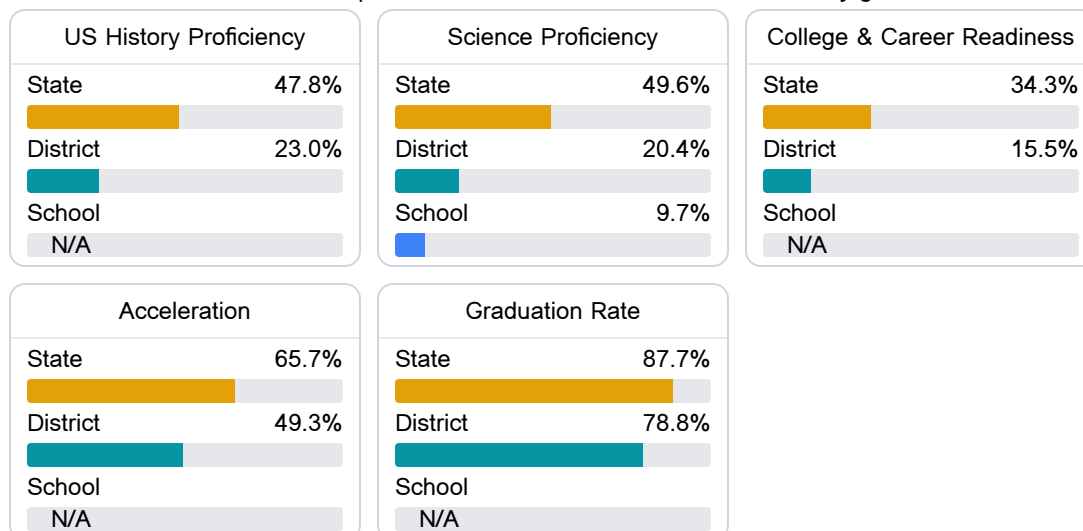 US History Proficiency
State 47.8%
District 23.0%
School
N/A
Science Proficiency
State 49.6%
District 20.4%
School 9.7%
College & Career Readiness
State 34.3%
District 15.5%
School
N/A
Acceleration
State 65.7%
District 49.3%
School
N/A
Graduation Rate
State 87.7%
District 78.8%
School
N/A